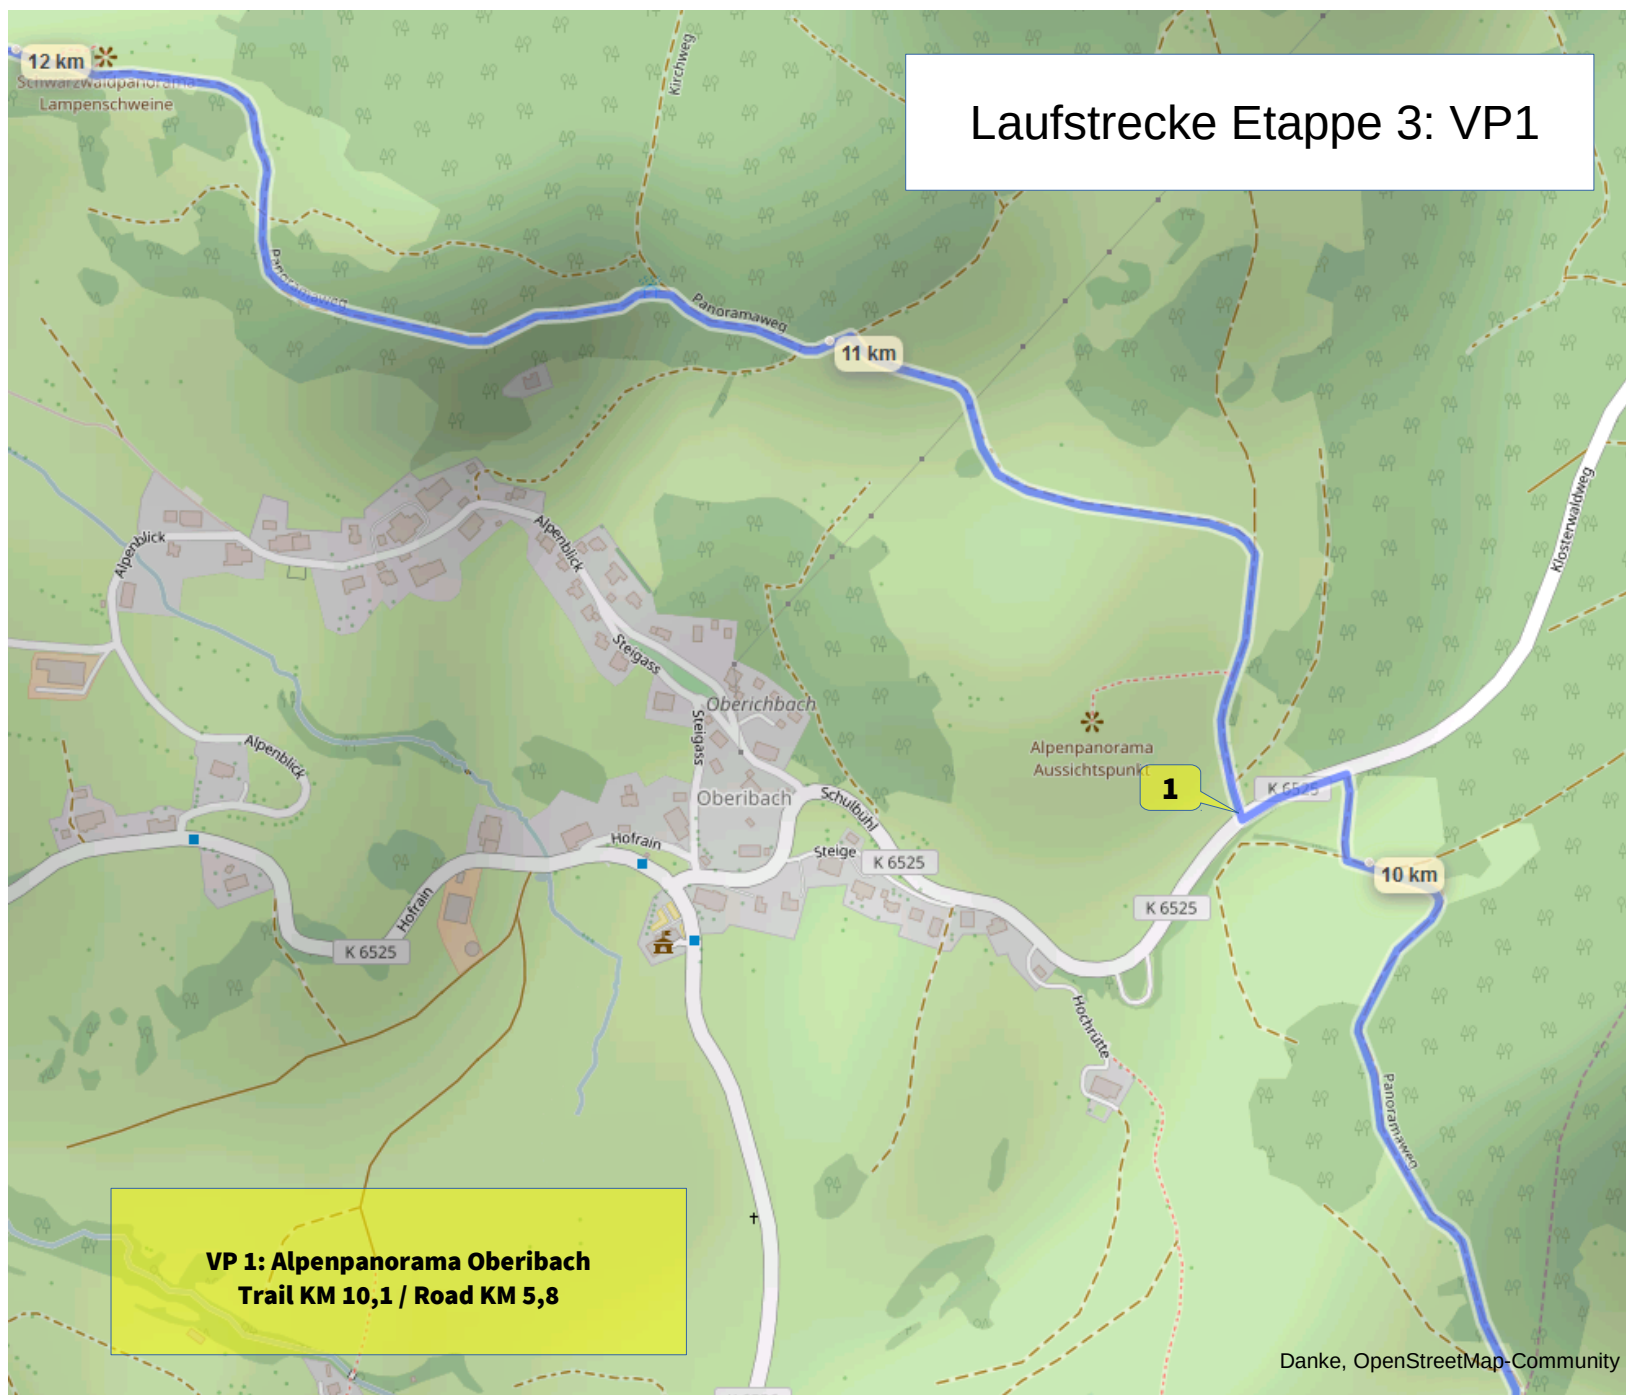 12 km
Schwarzwaldpanorama
Lampenschweine
Kirchweg
Laufstrecke Etappe 3: VP1
Panoramaweg
Panoramaweg
11 km
Klosterwaldweg
Alpenblick
Alpenblick
Steigass
Oberichbach
Steigass
Alpenpanorama
Aussichtspunkt
Alpenblick
1
K 6525
Oberibach
Schulbühl
Hofrain
Steige
K 6525
10 km
Hofrain
K 6525
K 6525
Hochrütte
Panoramaweg
VP 1: Alpenpanorama Oberibach
Trail KM 10,1 / Road KM 5,8
Danke, OpenStreetMap-Community